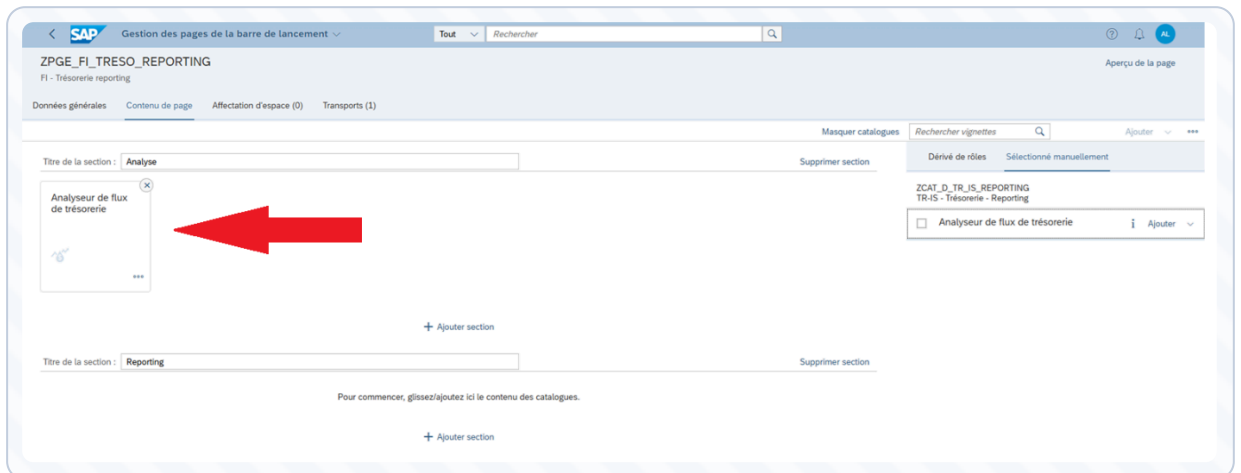 SAP Gestion des pages de la barre de lancement Tout Rechercher AL
ZPGE_FI_TRESO_REPORTING
Aperçu de la page
FI - Trésorerie reporting
Données générales Contenu de page Affectation d'espace (0) Transports (1)
Masquer catalogues Rechercher vignettes Ajouter
Titre de la section : Analyse Supprimer section
Dérivé de rôles Sélectionné manuellement
Analyseur de flux
de trésorerie
ZCAT_D_TR_IS_REPORTING
TR-IS - Trésorerie - Reporting
Analyseur de flux de trésorerie i Ajouter
+ Ajouter section
Titre de la section : Reporting Supprimer section
Pour commencer, glissez/ajoutez ici le contenu des catalogues.
+ Ajouter section